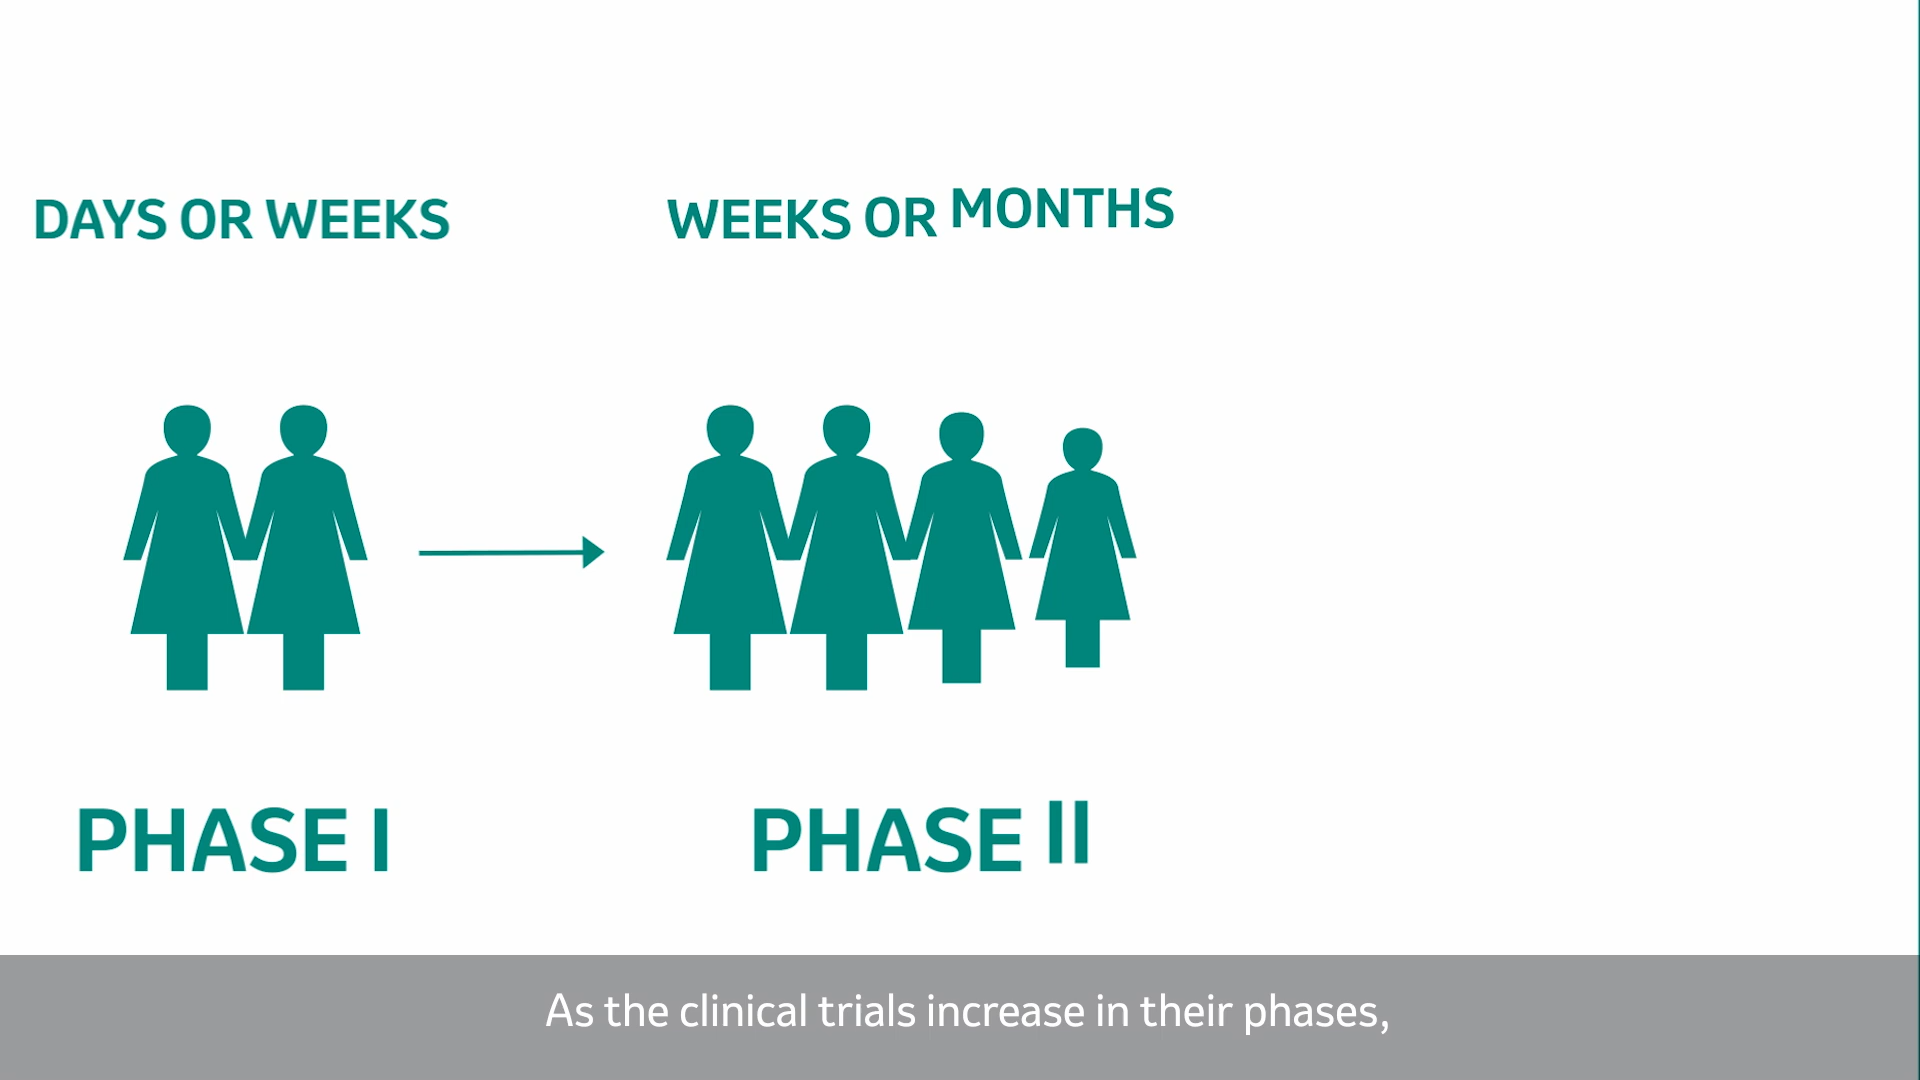 DAYS OR WEEKS
WEEKS OR MONTHS
PHASE I
PHASE II
As the clinical trials increase in their phases,